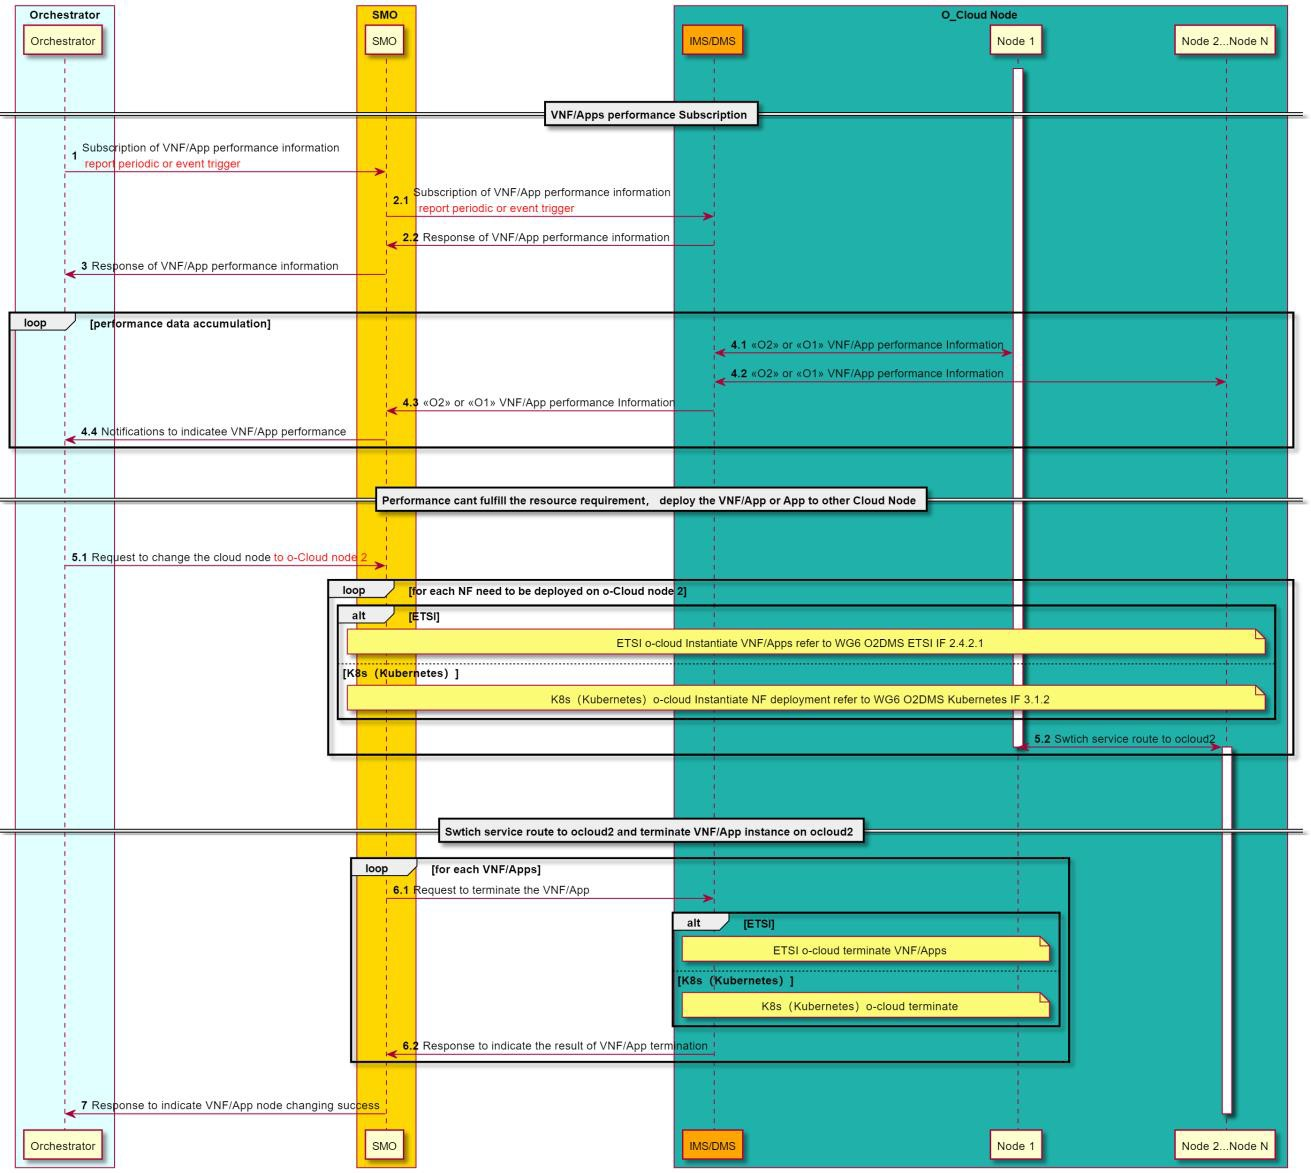 Orchestrator
SMO
O_Cloud Node
Orchestrator
SMO
IMS/DMS
Node 1
Node 2...Node N
VNF/Apps performance Subscription
1 Subscription of VNF/App performance information
report periodic or event trigger
2.1 Subscription of VNF/App performance information
report periodic or event trigger
2.2 Response of VNF/App performance information
3 Response of VNF/App performance information
loop [performance data accumulation]
4.1 «O2» or «O1» VNF/App performance Information
4.2 «O2» or «O1» VNF/App performance Information
4.3 «O2» or «O1» VNF/App performance Information
4.4 Notifications to indicatee VNF/App performance
Performance cant fulfill the resource requirement， deploy the VNF/App or App to other Cloud Node
5.1 Request to change the cloud node to o-Cloud node 2
loop [for each NF need to be deployed on o-Cloud node 2]
alt [ETSI]
ETSI o-cloud Instantiate VNF/Apps refer to WG6 O2DMS ETSI IF 2.4.2.1
[K8s（Kubernetes）]
K8s（Kubernetes）o-cloud Instantiate NF deployment refer to WG6 O2DMS Kubernetes IF 3.1.2
5.2 Swtich service route to ocloud2
Swtich service route to ocloud2 and terminate VNF/App instance on ocloud2
loop [for each VNF/Apps]
6.1 Request to terminate the VNF/App
alt [ETSI]
ETSI o-cloud terminate VNF/Apps
[K8s（Kubernetes）]
K8s（Kubernetes）o-cloud terminate
6.2 Response to indicate the result of VNF/App termination
7 Response to indicate VNF/App node changing success
Orchestrator
SMO
IMS/DMS
Node 1
Node 2...Node N